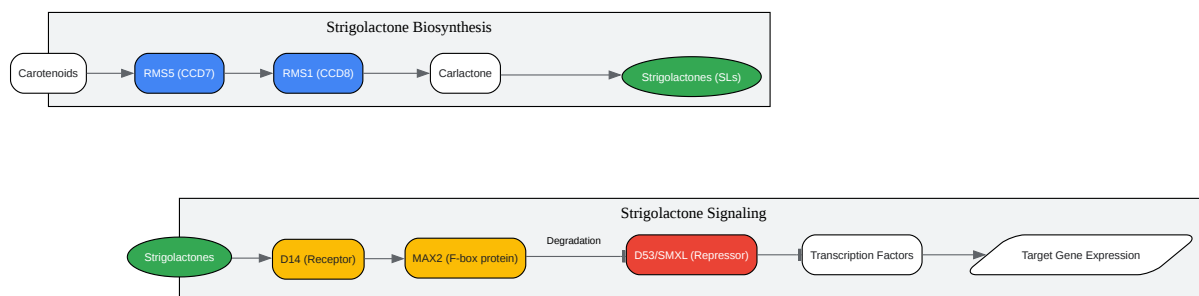 Strigolactone Biosynthesis
Carotenoids
RMS5 (CCD7)
RMS1 (CCD8)
Carlactone
Strigolactones (SLs)
Strigolactone Signaling
Strigolactones
D14 (Receptor)
MAX2 (F-box protein)
Degradation
D53/SMXL (Repressor)
Transcription Factors
Target Gene Expression